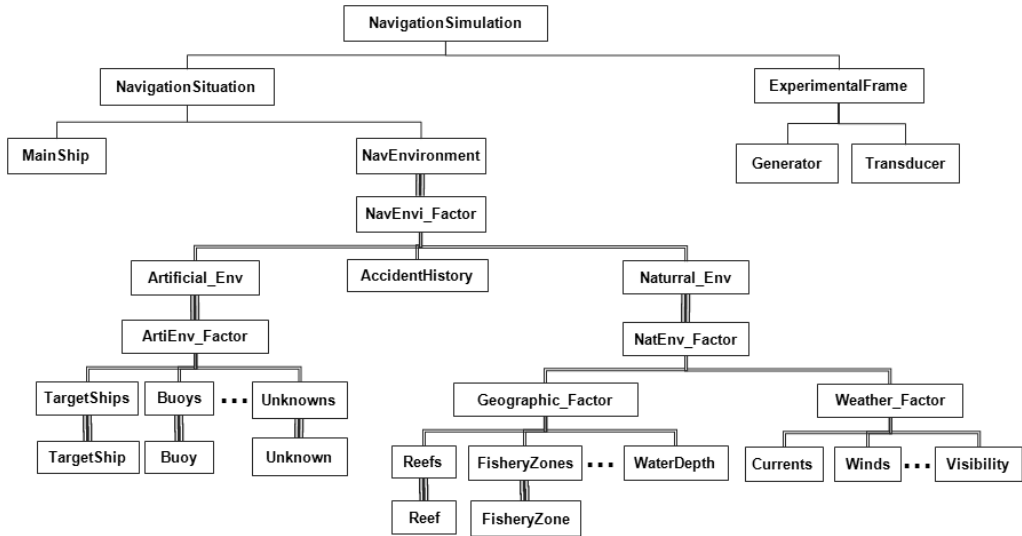 NavigationSimulation
NavigationSituation
ExperimentalFrame
MainShip
NavEnvironment
Generator
Transducer
NavEnvi_Factor
Artificial_Env
AccidentHistory
Naturral_Env
ArtiEnv_Factor
NatEnv_Factor
TargetShips
Buoys
...
Unknowns
Geographic_Factor
Weather_Factor
TargetShip
Buoy
Unknown
Reefs
FisheryZones
...
WaterDepth
Currents
Winds
...
Visibility
Reef
FisheryZone